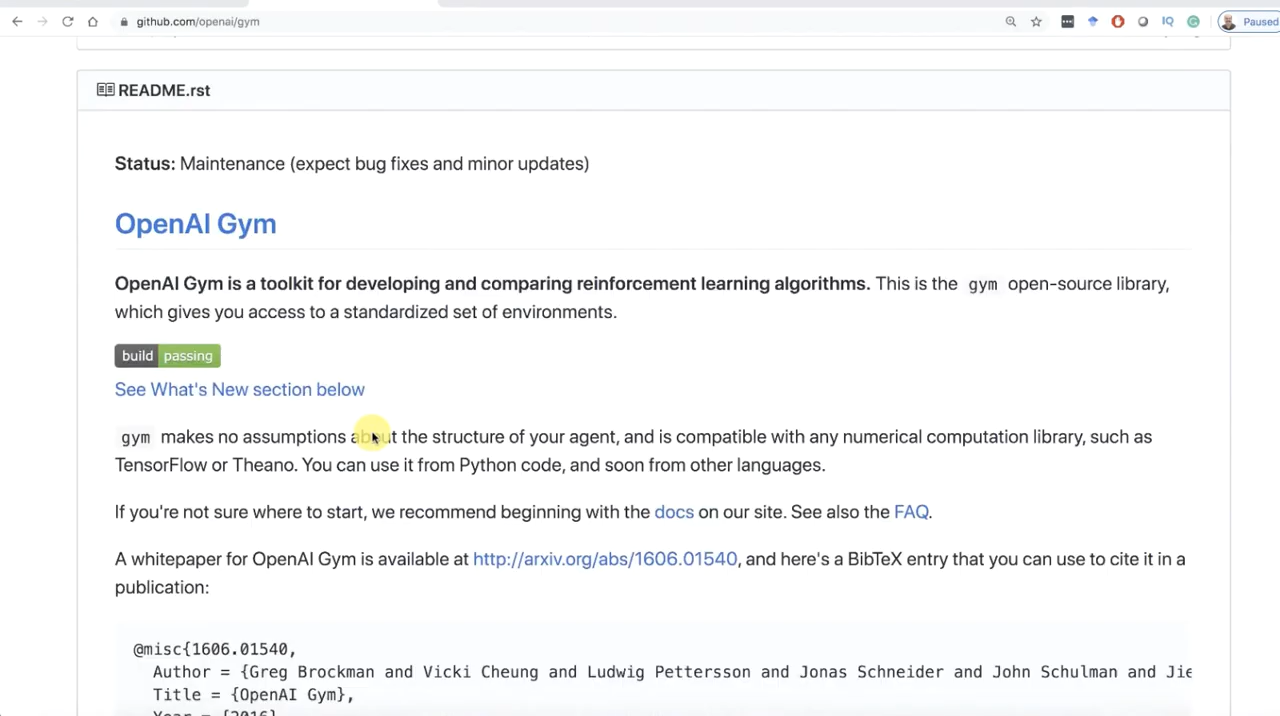 github.com/openai/gym
IQ
Paused
README.rst
Status: Maintenance (expect bug fixes and minor updates)
OpenAI Gym
OpenAI Gym is a toolkit for developing and comparing reinforcement learning algorithms. This is the gym open-source library,
which gives you access to a standardized set of environments.
build passing
See What's New section below
gym makes no assumptions about the structure of your agent, and is compatible with any numerical computation library, such as
TensorFlow or Theano. You can use it from Python code, and soon from other languages.
If you're not sure where to start, we recommend beginning with the docs on our site. See also the FAQ.
A whitepaper for OpenAI Gym is available at http://arxiv.org/abs/1606.01540, and here's a BibTeX entry that you can use to cite it in a
publication:
@misc{1606.01540,
Author = {Greg Brockman and Vicki Cheung and Ludwig Pettersson and Jonas Schneider and John Schulman and Jie
Title = {OpenAI Gym},
Year = {2016}